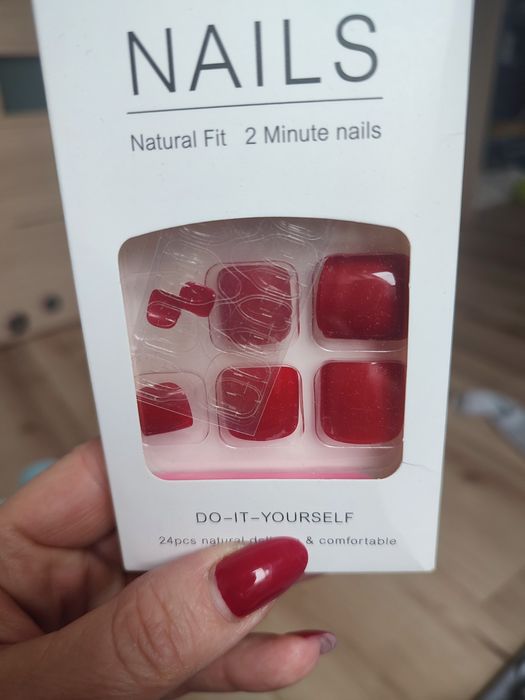 NAILS
Natural Fit 2 Minute nails
DO-IT-YOURSELF
24pcs natural & comfortable